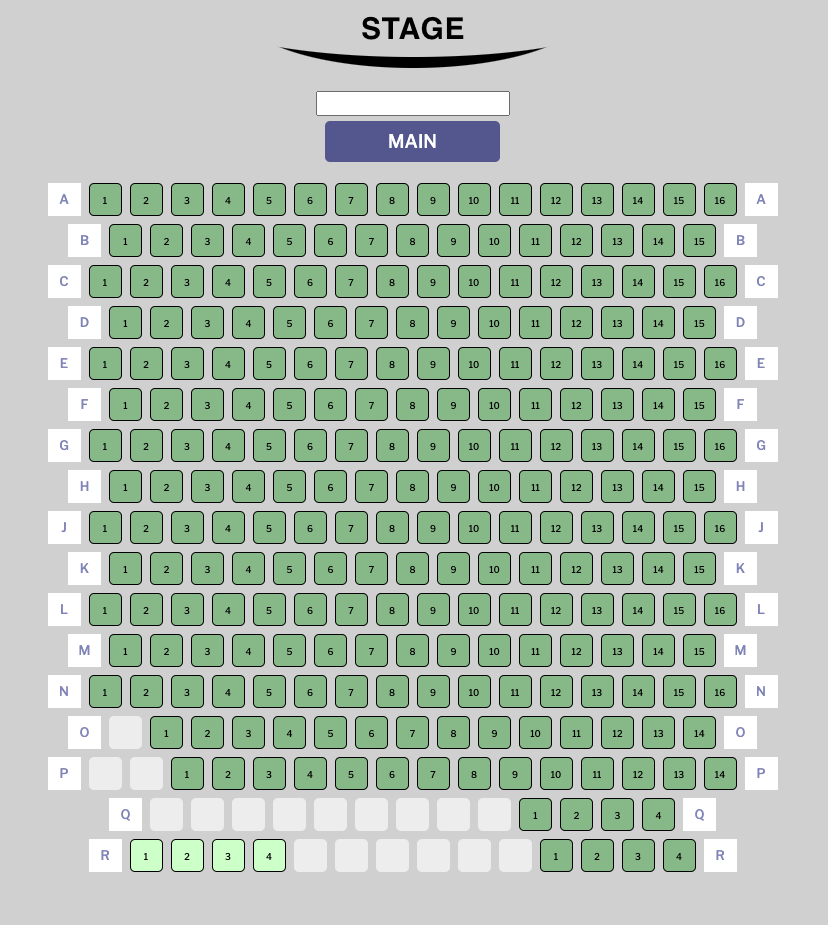 STAGE
MAIN
A 1 2 3 4 5 6 7 8 9 10 11 12 13 14 15 16 A
B 1 2 3 4 5 6 7 8 9 10 11 12 13 14 15 B
C 1 2 3 4 5 6 7 8 9 10 11 12 13 14 15 16 C
D 1 2 3 4 5 6 7 8 9 10 11 12 13 14 15 D
E 1 2 3 4 5 6 7 8 9 10 11 12 13 14 15 16 E
F 1 2 3 4 5 6 7 8 9 10 11 12 13 14 15 F
G 1 2 3 4 5 6 7 8 9 10 11 12 13 14 15 16 G
H 1 2 3 4 5 6 7 8 9 10 11 12 13 14 15 H
J 1 2 3 4 5 6 7 8 9 10 11 12 13 14 15 16 J
K 1 2 3 4 5 6 7 8 9 10 11 12 13 14 15 K
L 1 2 3 4 5 6 7 8 9 10 11 12 13 14 15 16 L
M 1 2 3 4 5 6 7 8 9 10 11 12 13 14 15 M
N 1 2 3 4 5 6 7 8 9 10 11 12 13 14 15 16 N
O 1 2 3 4 5 6 7 8 9 10 11 12 13 14 O
P 1 2 3 4 5 6 7 8 9 10 11 12 13 14 P
Q 1 2 3 4 Q
R 1 2 3 4 1 2 3 4 R